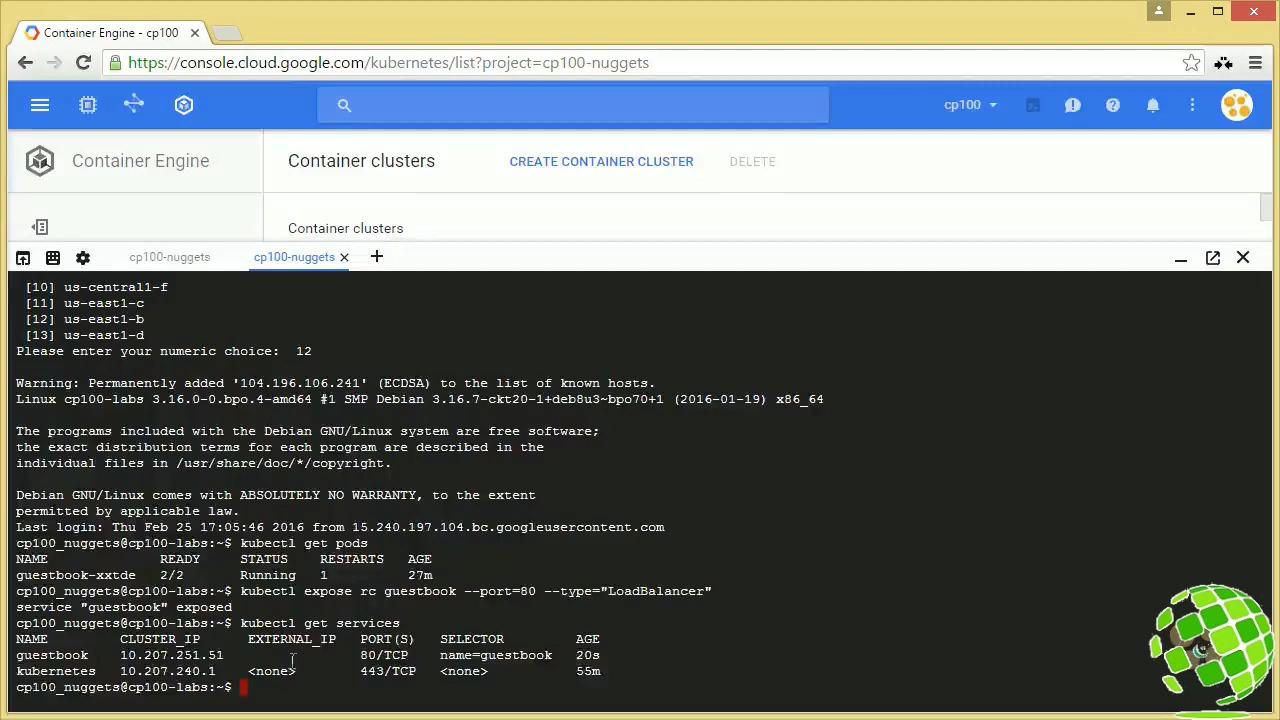 Container Engine - cp100
https://console.cloud.google.com/kubernetes/list?project=cp100-nuggets
cp100
Container Engine
Container clusters
CREATE CONTAINER CLUSTER
DELETE
Container clusters
cp100-nuggets
cp100-nuggets
[10] us-central1-f
[11] us-east1-c
[12] us-east1-b
[13] us-east1-d
Please enter your numeric choice:  12
Warning: Permanently added '104.196.106.241' (ECDSA) to the list of known hosts.
Linux cp100-labs 3.16.0-0.bpo.4-amd64 #1 SMP Debian 3.16.7-ckt20-1+deb8u3~bpo70+1 (2016-01-19) x86_64
The programs included with the Debian GNU/Linux system are free software;
the exact distribution terms for each program are described in the
individual files in /usr/share/doc/*/copyright.
Debian GNU/Linux comes with ABSOLUTELY NO WARRANTY, to the extent
permitted by applicable law.
Last login: Thu Feb 25 17:05:46 2016 from 15.240.197.104.bc.googleusercontent.com
cp100_nuggets@cp100-labs:~$ kubectl get pods
NAME READY STATUS RESTARTS AGE
guestbook-xxtde 2/2 Running 1 27m
cp100_nuggets@cp100-labs:~$ kubectl expose rc guestbook --port=80 --type="LoadBalancer"
service "guestbook" exposed
cp100_nuggets@cp100-labs:~$ kubectl get services
NAME CLUSTER_IP EXTERNAL_IP PORT(S) SELECTOR AGE
guestbook 10.207.251.51 80/TCP name=guestbook 20s
kubernetes 10.207.240.1 <none> 443/TCP <none> 55m
cp100_nuggets@cp100-labs:~$